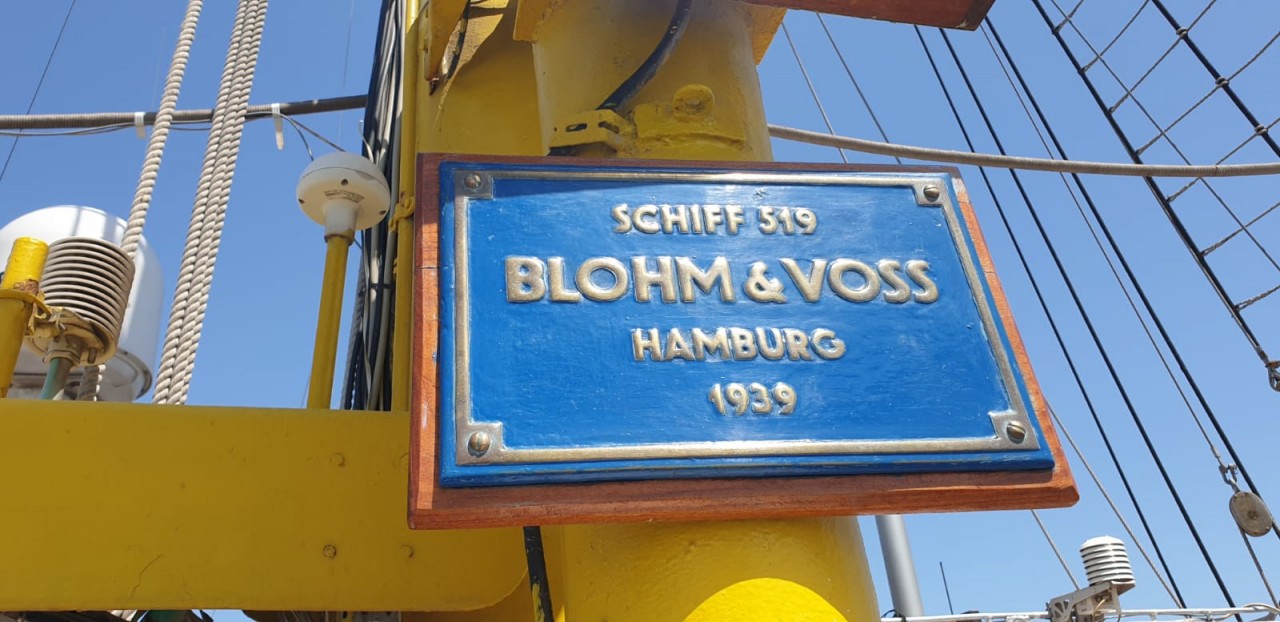 SCHIFF 519
BLOHM & VOSS
HAMBURG
1939